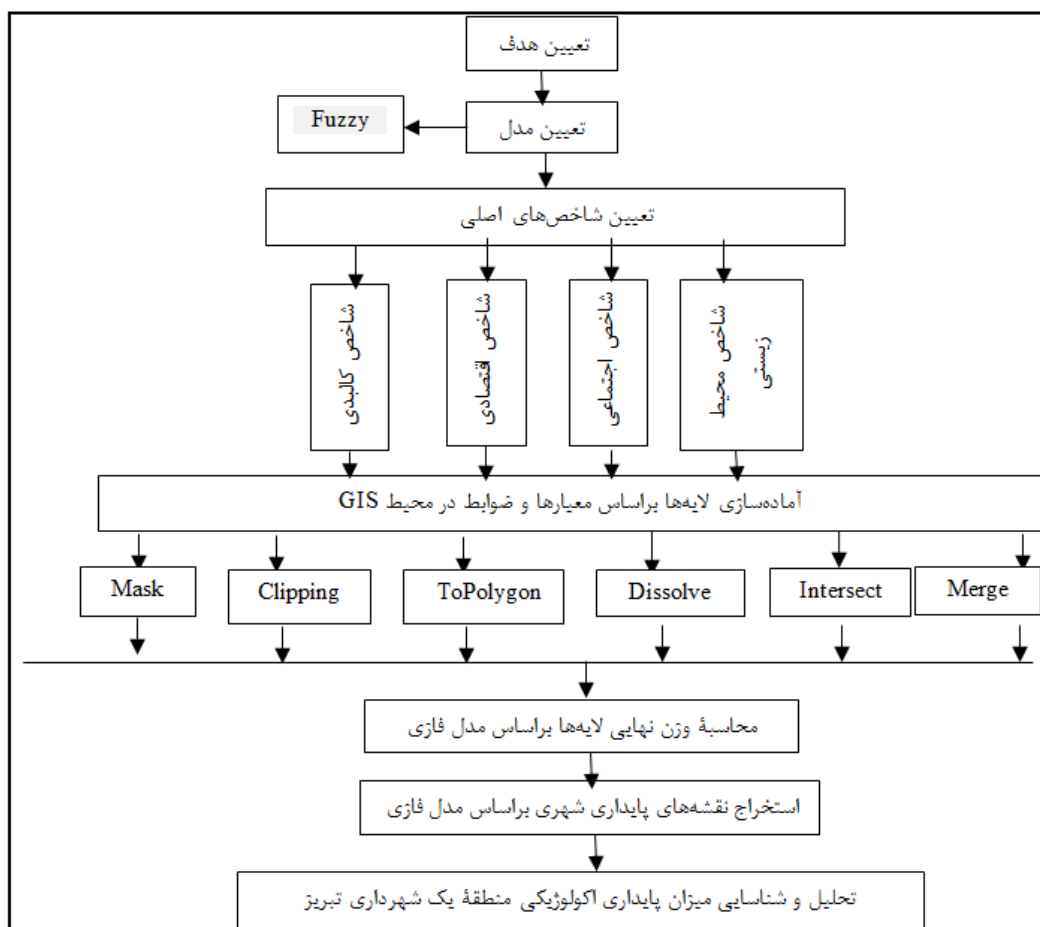 تعیین هدف
تعیین مدل
Fuzzy
تعیین شاخص‌های اصلی
شاخص محیط
زیستی
شاخص اجتماعی
شاخص اقتصادی
شاخص کالبدی
آماده‌سازی لایه‌ها براساس معیارها و ضوابط در محیط GIS
Mask
Clipping
ToPolygon
Dissolve
Intersect
Merge
محاسبهٔ وزن نهایی لایه‌ها براساس مدل فازی
استخراج نقشه‌های پایداری شهری براساس مدل فازی
تحلیل و شناسایی میزان پایداری اکولوژیکی منطقهٔ یک شهرداری تبریز